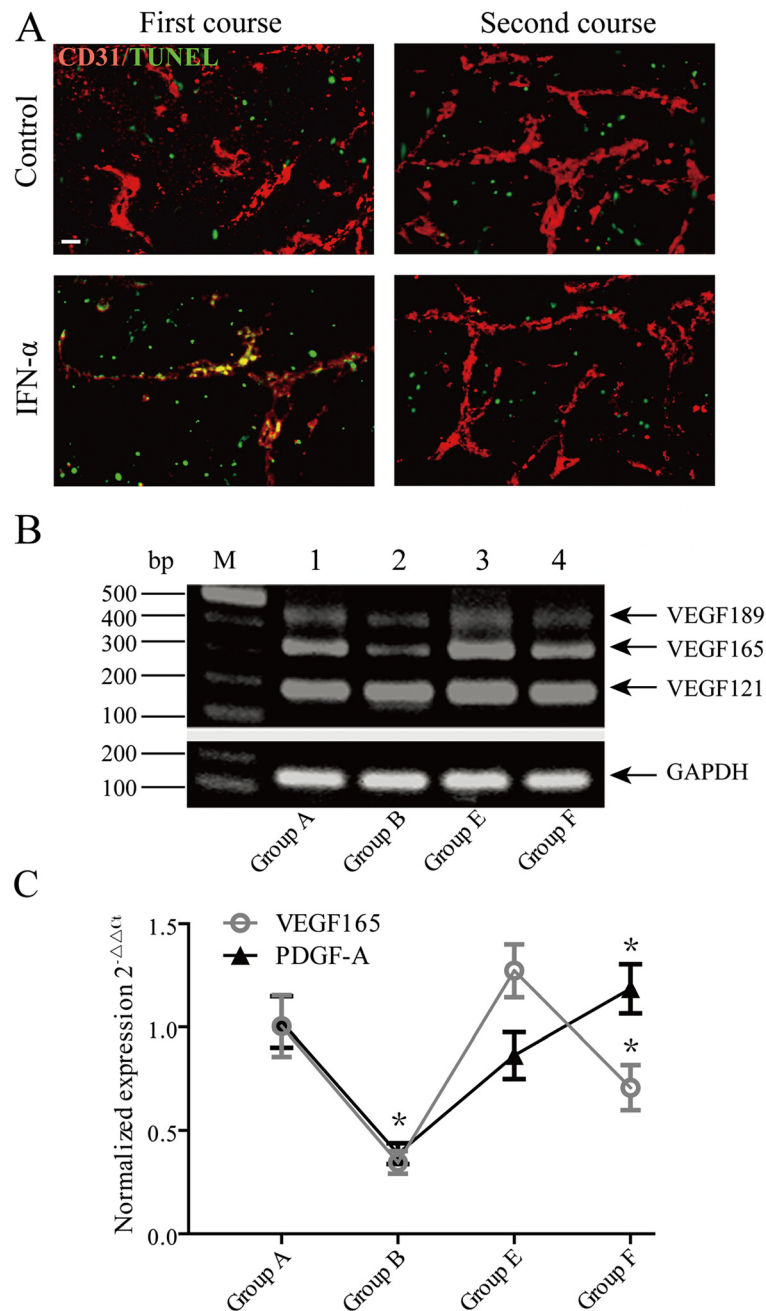 A
First course
Second course
CD31/TUNEL
Control
IFN-α
B
bp M 1 2 3 4
500
400
300
200
100
200
100
VEGF189
VEGF165
VEGF121
GAPDH
Group A
Group B
Group E
Group F
C
VEGF165
PDGF-A
Normalized expression 2-△△Ct
1.5
1.0
0.5
0.0
*
*
*
Group A
Group B
Group E
Group F